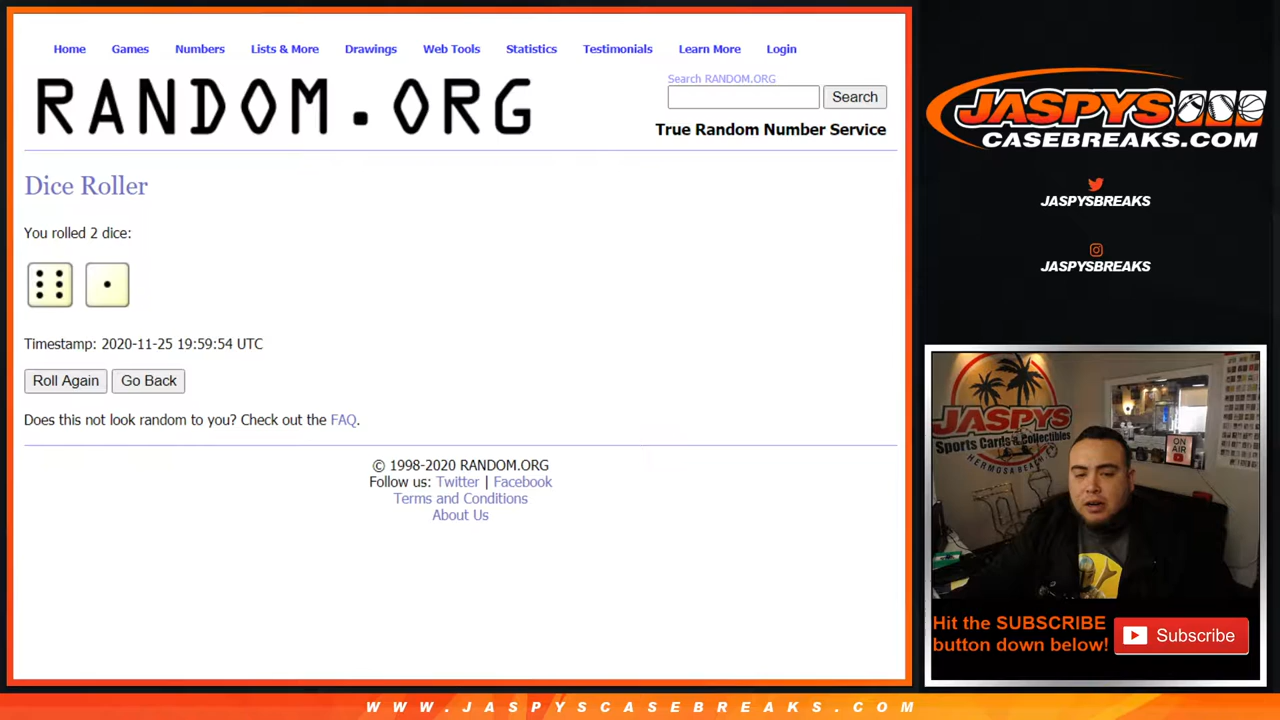 Home Games Numbers Lists & More Drawings Web Tools Statistics Testimonials Learn More Login
RANDOM.ORG
Search RANDOM.ORG
Search
True Random Number Service
Dice Roller
You rolled 2 dice:
Timestamp: 2020-11-25 19:59:54 UTC
Roll Again Go Back
Does this not look random to you? Check out the FAQ.
© 1998-2020 RANDOM.ORG
Follow us: Twitter | Facebook
Terms and Conditions
About Us
JASPYS
CASEBREAKS.COM
JASPYSBREAKS
JASPYSBREAKS
JASPYS
Sports Cards & Collectibles
HERMOSA BEACH
ON AIR
Hit the SUBSCRIBE
button down below!
Subscribe
WWW.JASPYSCASEBREAKS.COM